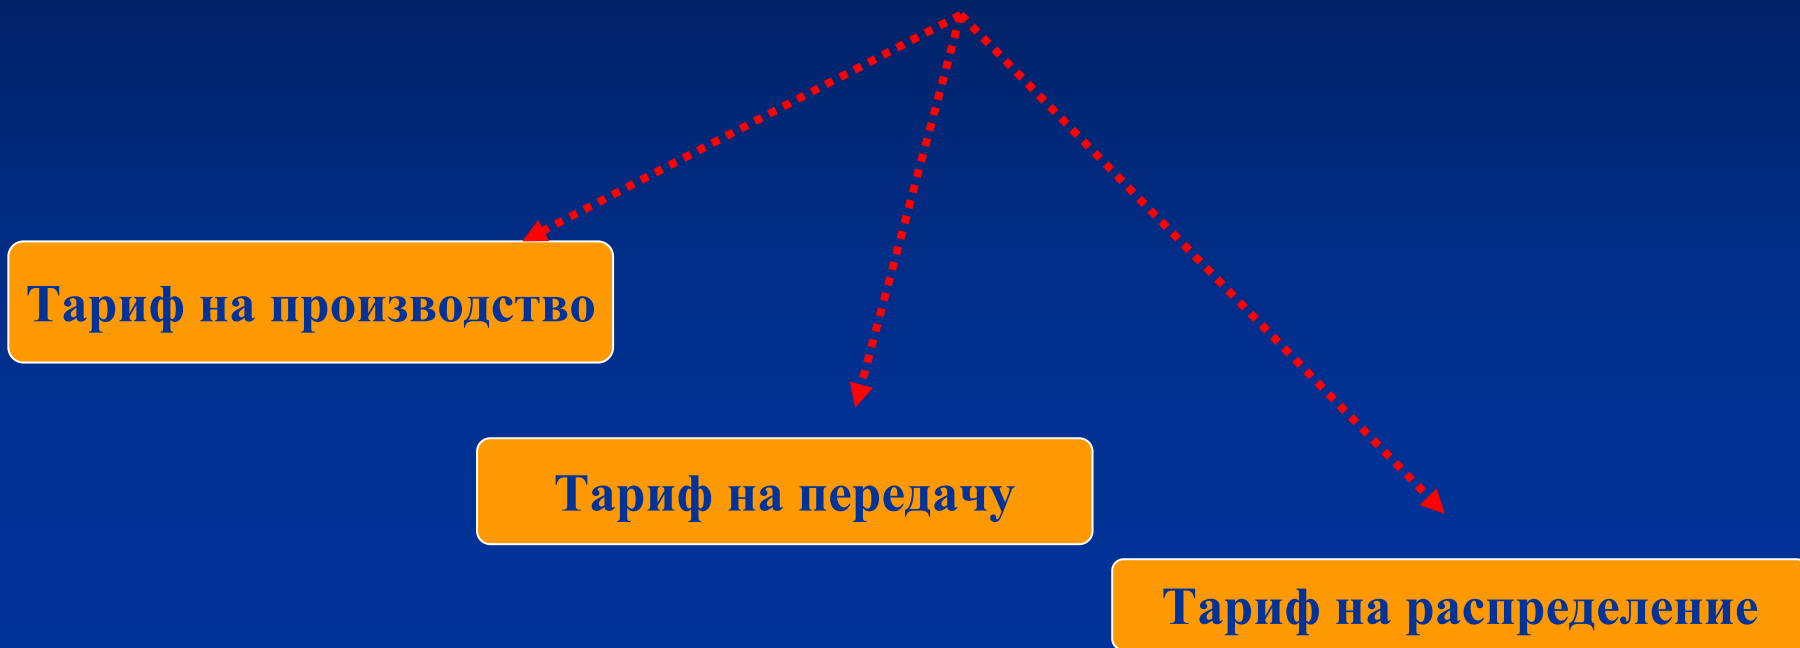 Тариф на производство
Тариф на передачу
Тариф на распределение